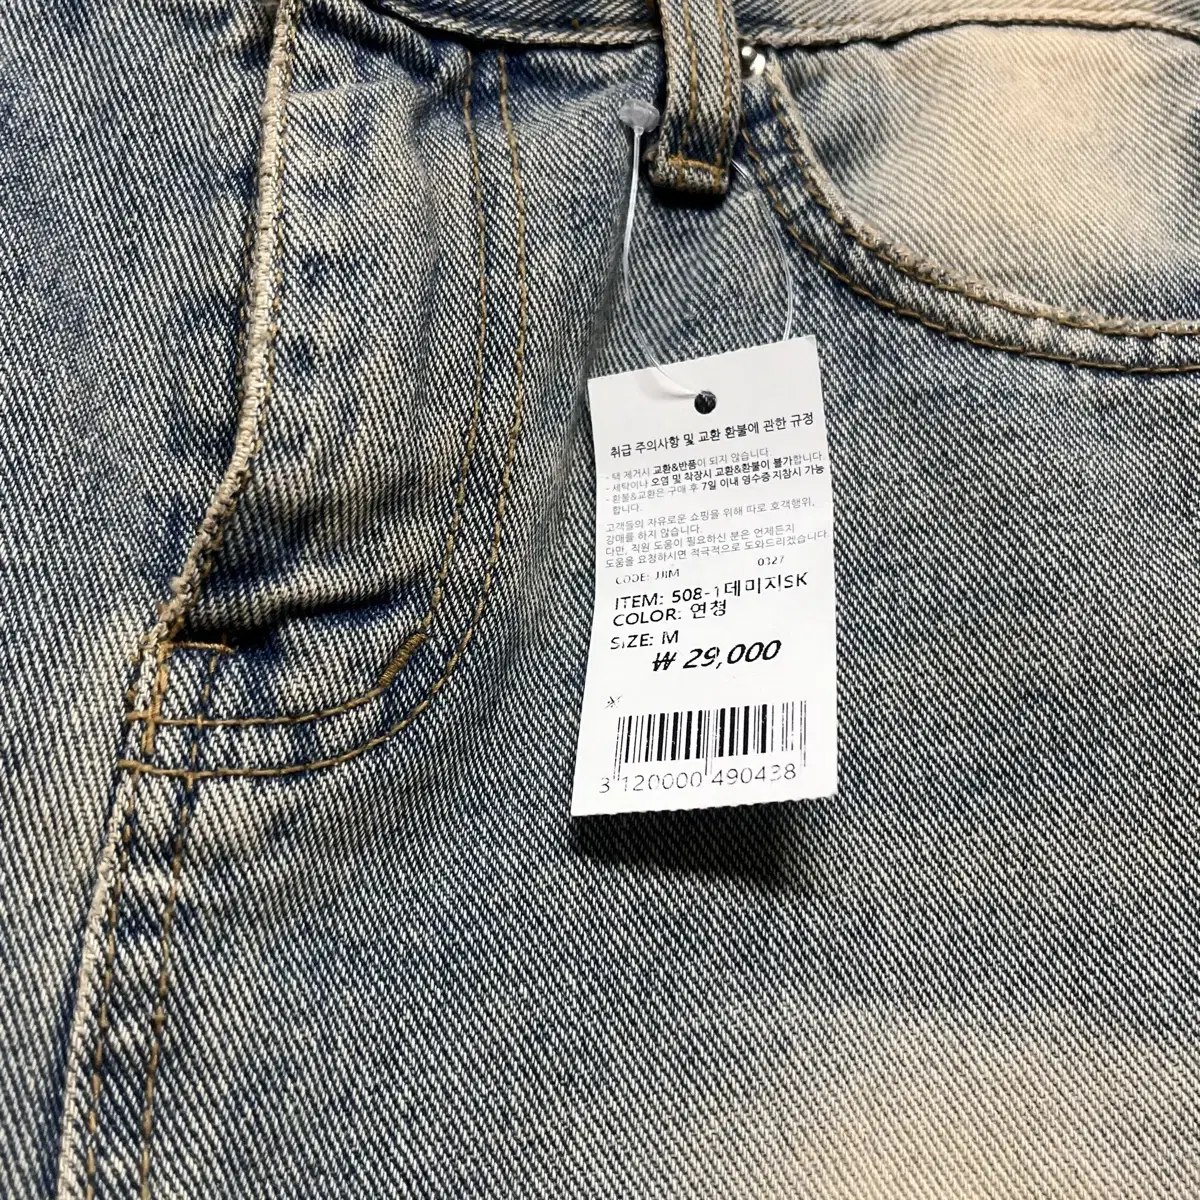 취급 주의사항 및 교환 환불에 관한 규정
- 택 제거시 교환&반품이 되지 않습니다.
- 세탁이나 오염 및 착장시 교환&환불이 불가합니다
- 환불&교환은 구매 후 7일 이내 영수증 지참시 가능
합니다.
고객들의 자유로운 쇼핑을 위해 따로 호객행위,
강매를 하지 않습니다.
다만, 직원 도움이 필요하신 분은 언제든지
도움을 요청하시면 적극적으로 도와드리겠습니다.
CODE: 0327
ITEM: 508-1데미지SK
COLOR: 연청
SIZE: M
₩ 29,000
3 120000 490438